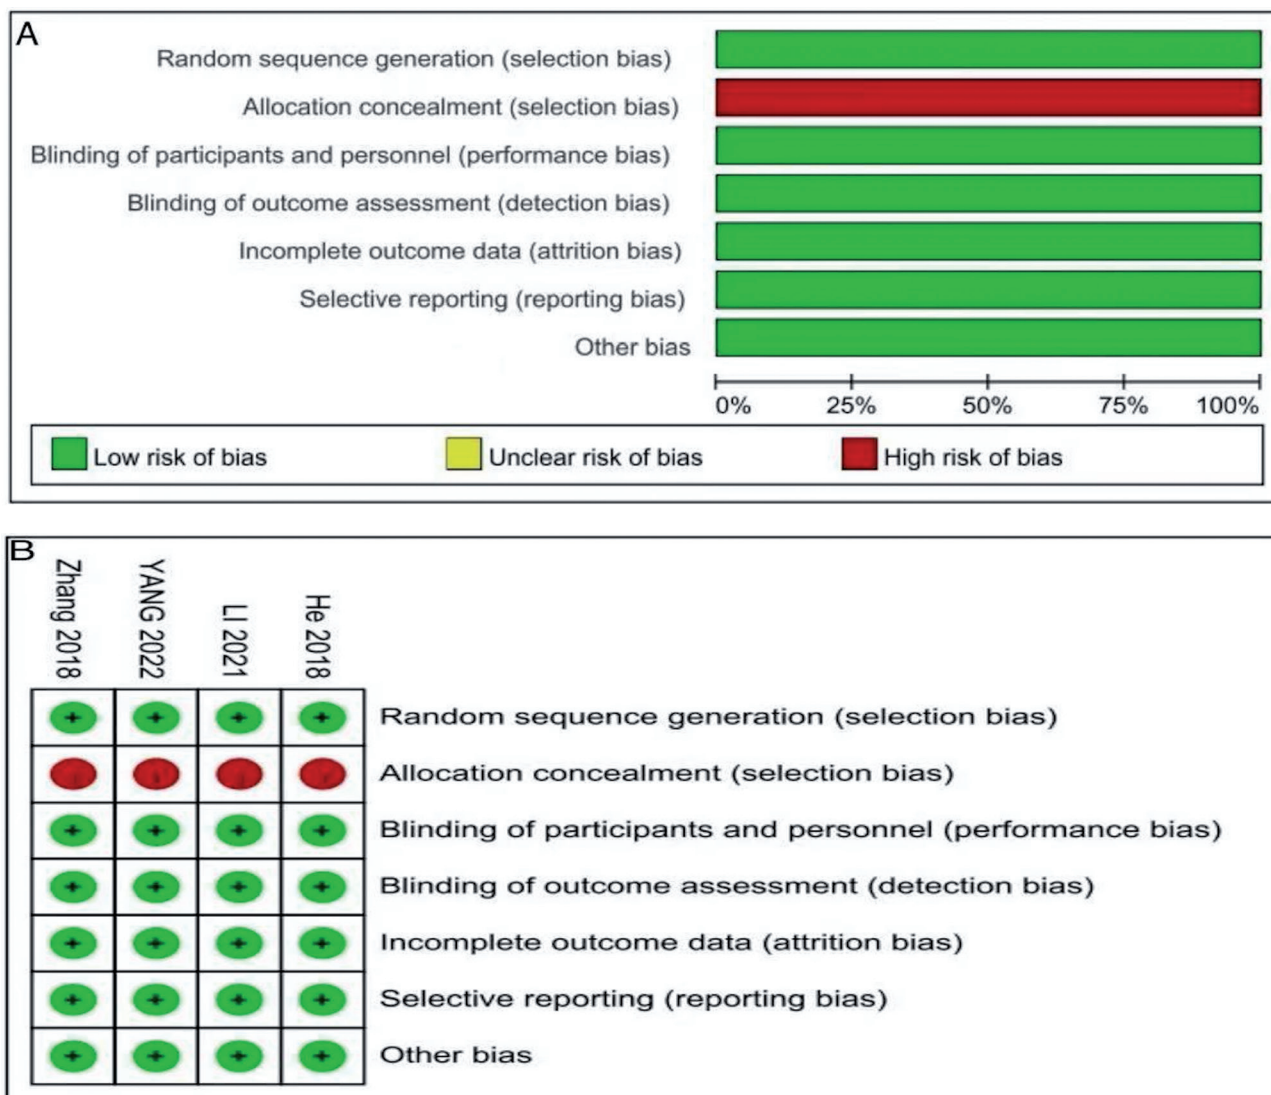 A
Random sequence generation (selection bias)
Allocation concealment (selection bias)
Blinding of participants and personnel (performance bias)
Blinding of outcome assessment (detection bias)
Incomplete outcome data (attrition bias)
Selective reporting (reporting bias)
Other bias
0% 25% 50% 75% 100%
Low risk of bias Unclear risk of bias High risk of bias
B
Zhang 2018
YANG 2022
LI 2021
He 2018
+ + + + Random sequence generation (selection bias)
Allocation concealment (selection bias)
+ + + + Blinding of participants and personnel (performance bias)
+ + + + Blinding of outcome assessment (detection bias)
+ + + + Incomplete outcome data (attrition bias)
+ + + + Selective reporting (reporting bias)
+ + + + Other bias